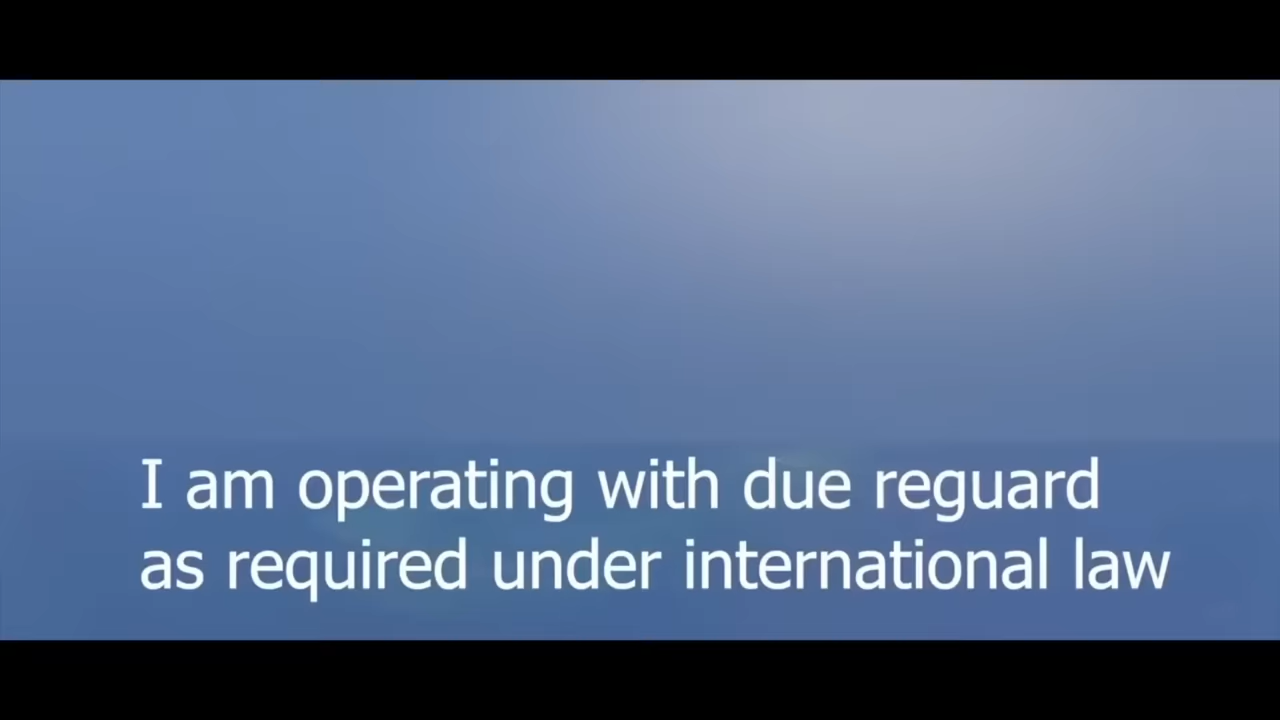 I am operating with due reguard
as required under international law